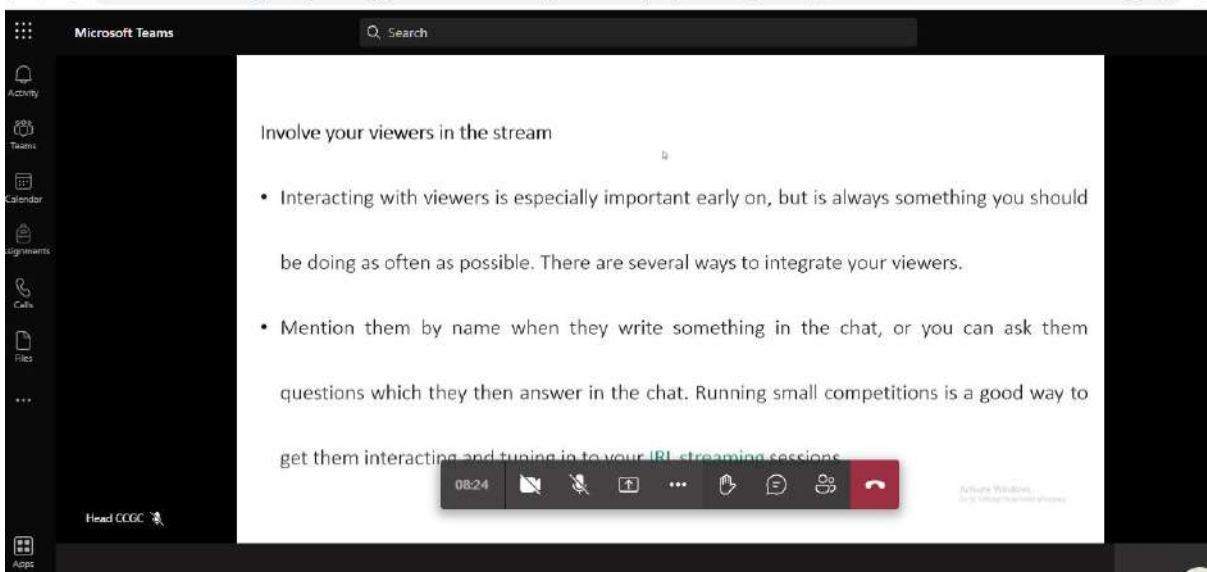 Microsoft Teams
Search
Activity
Teams
Calendar
Calls
Files
Apps
Involve your viewers in the stream
• Interacting with viewers is especially important early on, but is always something you should
be doing as often as possible. There are several ways to integrate your viewers.
• Mention them by name when they write something in the chat, or you can ask them
questions which they then answer in the chat. Running small competitions is a good way to
get them interacting and tuning in to your IRL streaming sessions
08:24
Activate Windows
Head CCGC